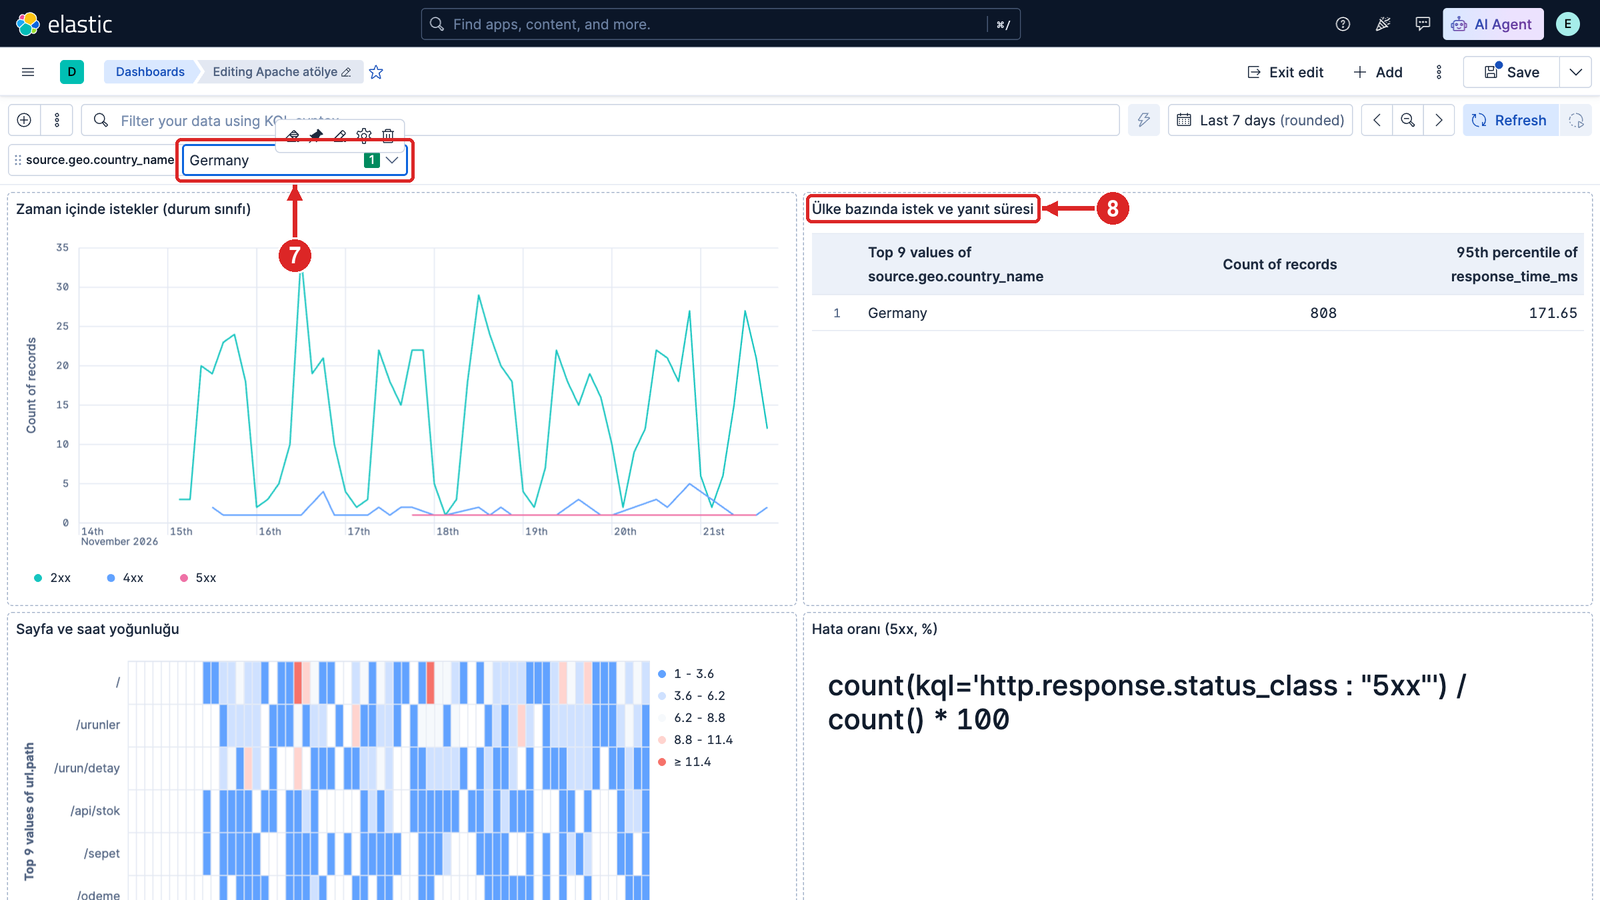 elastic
Find apps, content, and more.
⌘/
AI Agent
E
D
Dashboards
Editing Apache atölye
Exit edit
Add
Save
Filter your data using KQL syntax
Last 7 days (rounded)
Refresh
source.geo.country_name
Germany
1
7
8
Zaman içinde istekler (durum sınıfı)
Count of records
35
30
25
20
15
10
5
0
14th
15th
16th
17th
18th
19th
20th
21st
November 2026
2xx
4xx
5xx
Ülke bazında istek ve yanıt süresi
Top 9 values of source.geo.country_name
Count of records
95th percentile of response_time_ms
1
Germany
808
171.65
Sayfa ve saat yoğunluğu
Top 9 values of url.path
/
/urunler
/urun/detay
/api/stok
/sepet
/odeme
1 - 3.6
3.6 - 6.2
6.2 - 8.8
8.8 - 11.4
≥ 11.4
Hata oranı (5xx, %)
count(kql='http.response.status_class : "5xx"') /
count() * 100